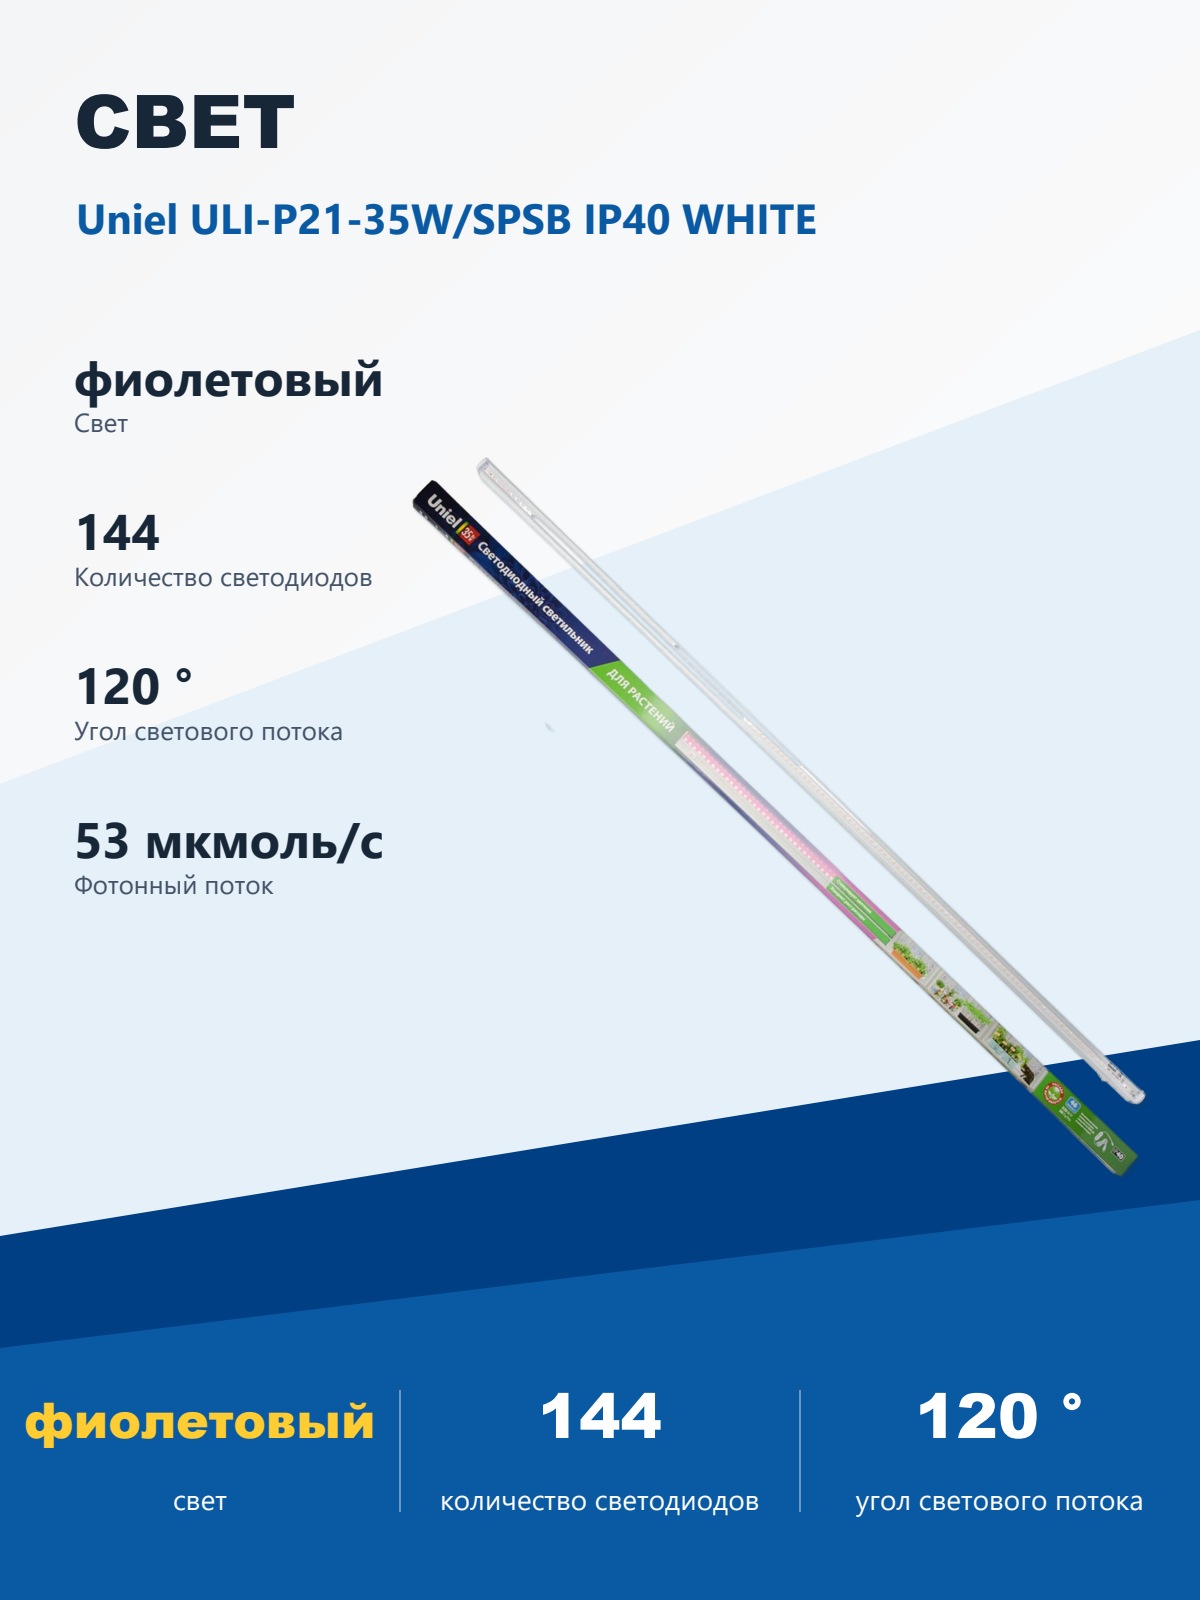 СВЕТ
Uniel ULI-P21-35W/SPSB IP40 WHITE
фиолетовый
Свет
144
Количество светодиодов
120 °
Угол светового потока
53 мкмоль/с
Фотонный поток
Uniel 35
Светодиодный светильник
ДЛЯ РАСТЕНИЙ
фиолетовый
свет
144
количество светодиодов
120 °
угол светового потока